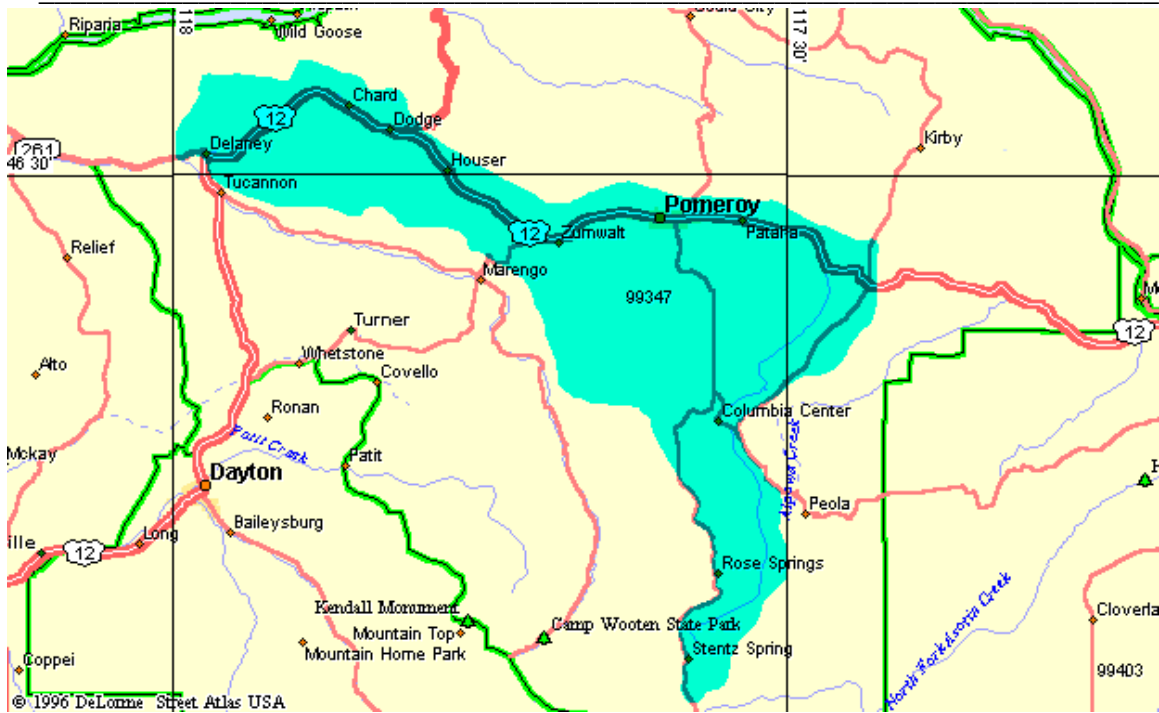 Riparia
Wild Goose
118
117 30'
Chard
12
Dodge
Delaney
261
46 30'
Houser
Kirby
Tucannon
Pomeroy
12
Zumwalt
Pataha
Relief
Marengo
99347
Turner
12
Whetstone
Alto
Covello
Ronan
Columbia Center
Patit Creek
Mckay
Patit
Dayton
Alpowa Creek
Peola
Baileysburg
Long
ille
12
Rose Springs
Kendall Monument
Camp Wooten State Park
Mountain Top
Mountain Home Park
Stentz Spring
Cloverla
North Fork Asotin Creek
Coppei
99403
© 1996 DeLorme Street Atlas USA